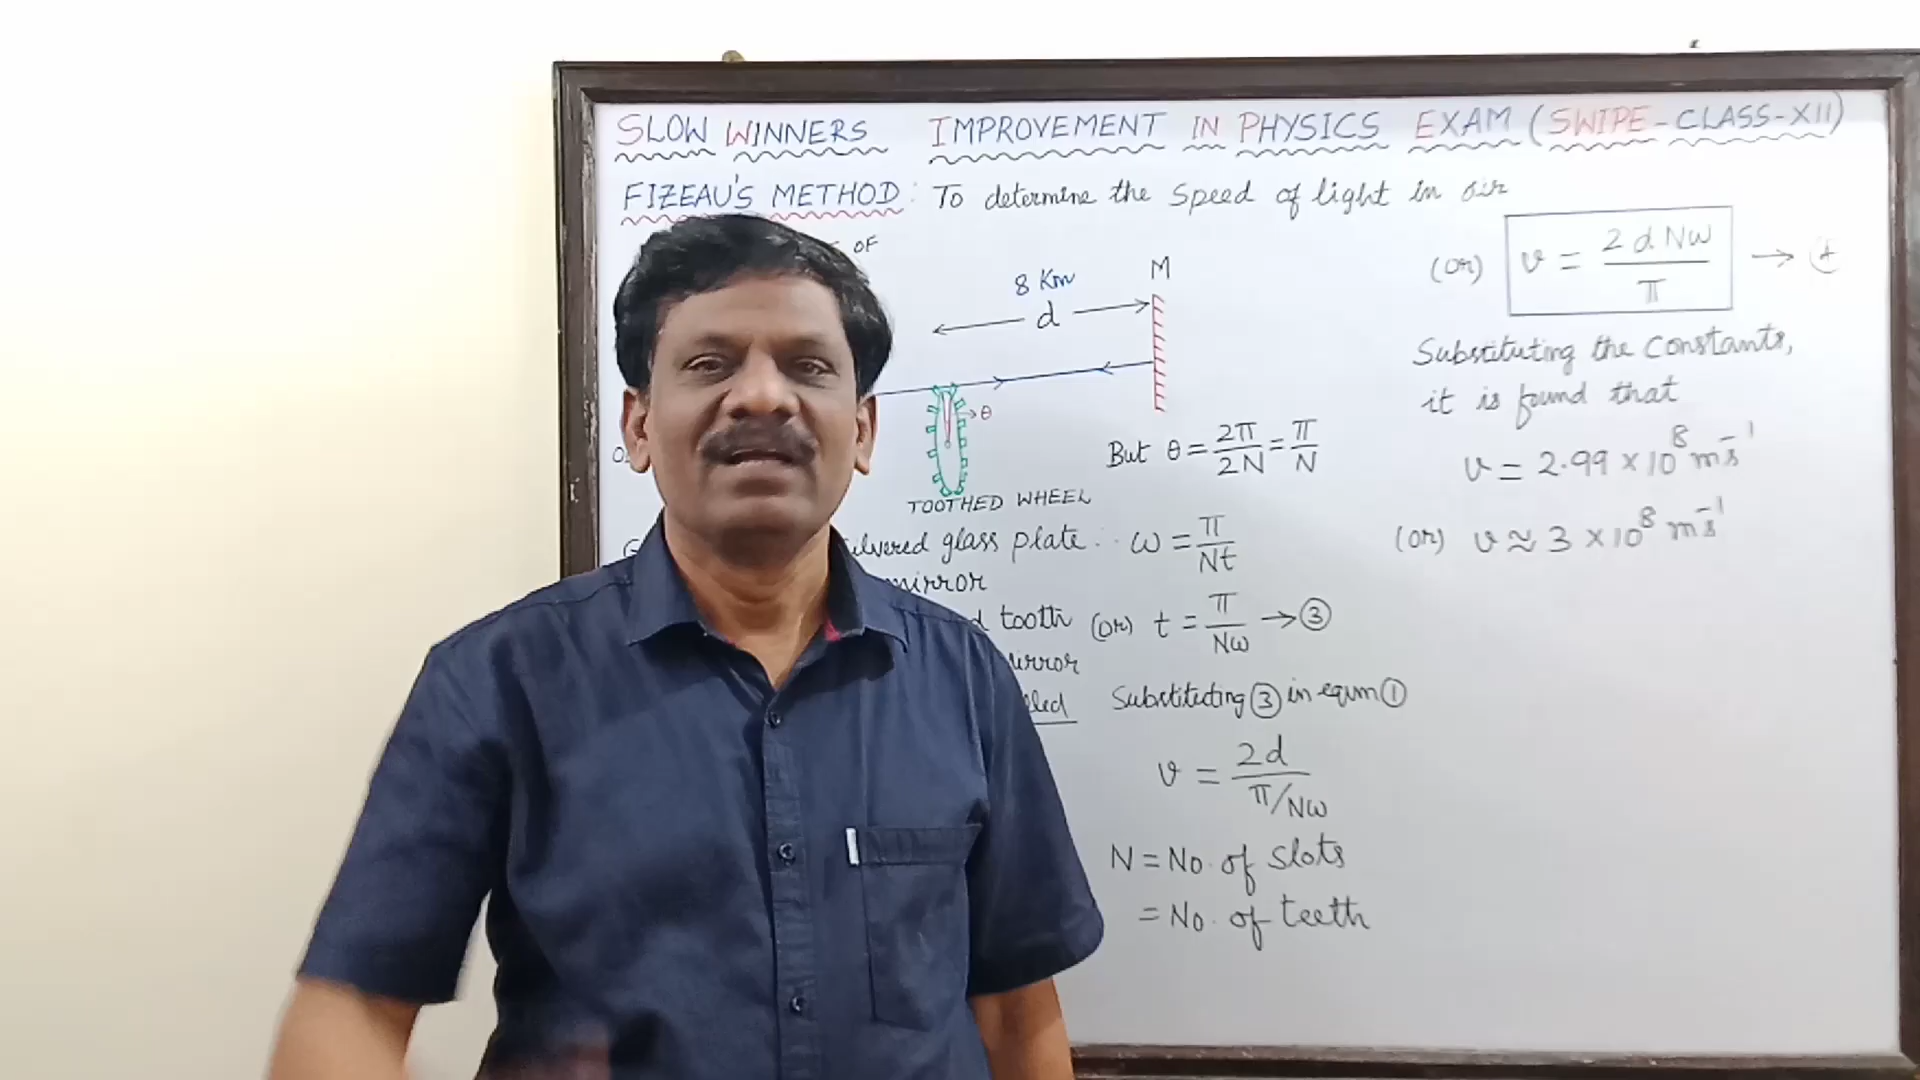 SLOW WINNERS IMPROVEMENT IN PHYSICS EXAM (SWIPE-CLASS-XII)
FIZEAU'S METHOD: To determine the Speed of light in air
OF
8 Km
d
M
θ
TOOTHED WHEEL
glass plate
mirror
tooth
But θ = 2π/2N = π/N
∴ ω = π/Nt
(or) t = π/Nω → ③
Substituting ③ in eqn ①
v = 2d / π/Nω
N = No. of slots
= No. of teeth
(or) v = 2dNω/π → ④
Substituting the constants,
it is found that
v = 2.99 × 10⁸ ms⁻¹
(or) v ≈ 3 × 10⁸ ms⁻¹